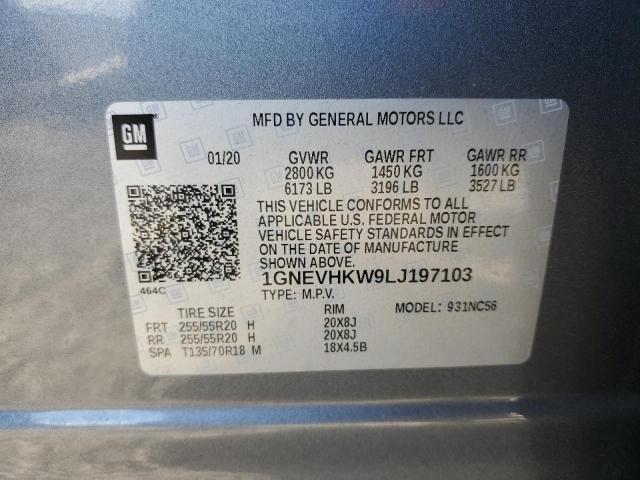 GM
MFD BY GENERAL MOTORS LLC
01/20 GVWR GAWR FRT GAWR RR
2800 KG 1450 KG 1600 KG
6173 LB 3196 LB 3527 LB
THIS VEHICLE CONFORMS TO ALL
APPLICABLE U.S. FEDERAL MOTOR
VEHICLE SAFETY STANDARDS IN EFFECT
ON THE DATE OF MANUFACTURE
SHOWN ABOVE.
464C
1GNEVHKW9LJ197103
TYPE: M.P.V.
TIRE SIZE RIM MODEL: 931NC56
FRT 255/55R20 H 20X8J
RR 255/55R20 H 20X8J
SPA T135/70R18 M 18X4.5B